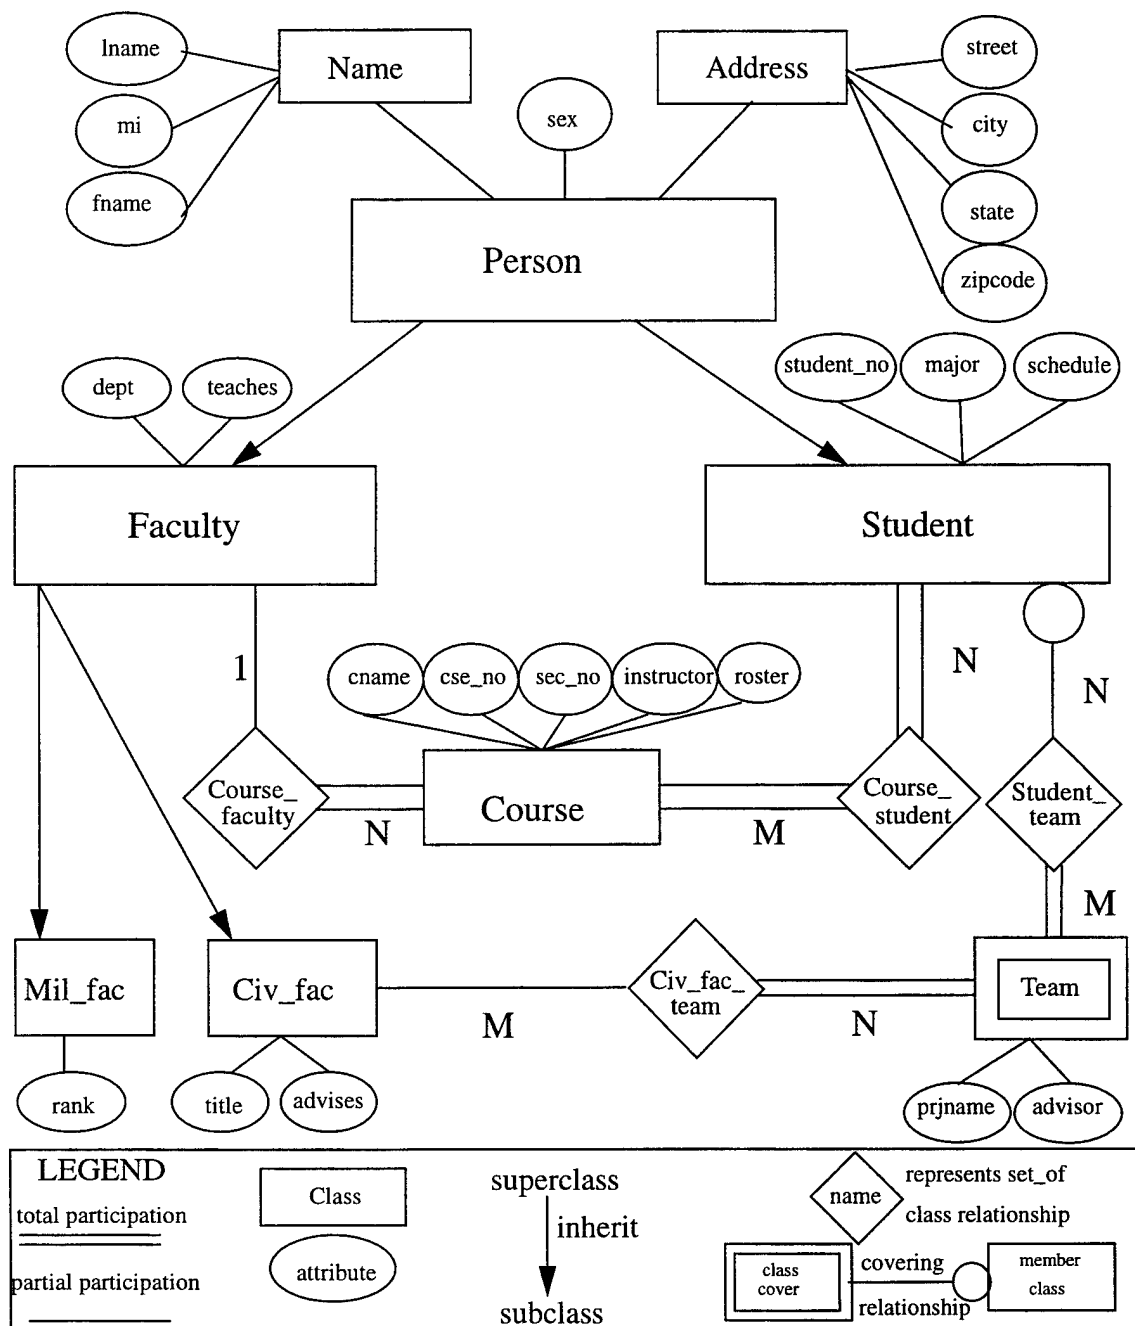 lname
Name
Address
street
mi
sex
city
fname
state
Person
zipcode
dept
teaches
student_no
major
schedule
Faculty
Student
1
cname
cse_no
sec_no
instructor
roster
N
N
Course_
faculty
Course
Course_
student
Student_
team
N
M
M
Mil_fac
Civ_fac
Civ_fac_
team
Team
M
N
rank
title
advises
prjname
advisor
LEGEND
total participation
partial participation
Class
attribute
superclass
inherit
subclass
name
represents set_of
class relationship
class
cover
covering
relationship
member
class